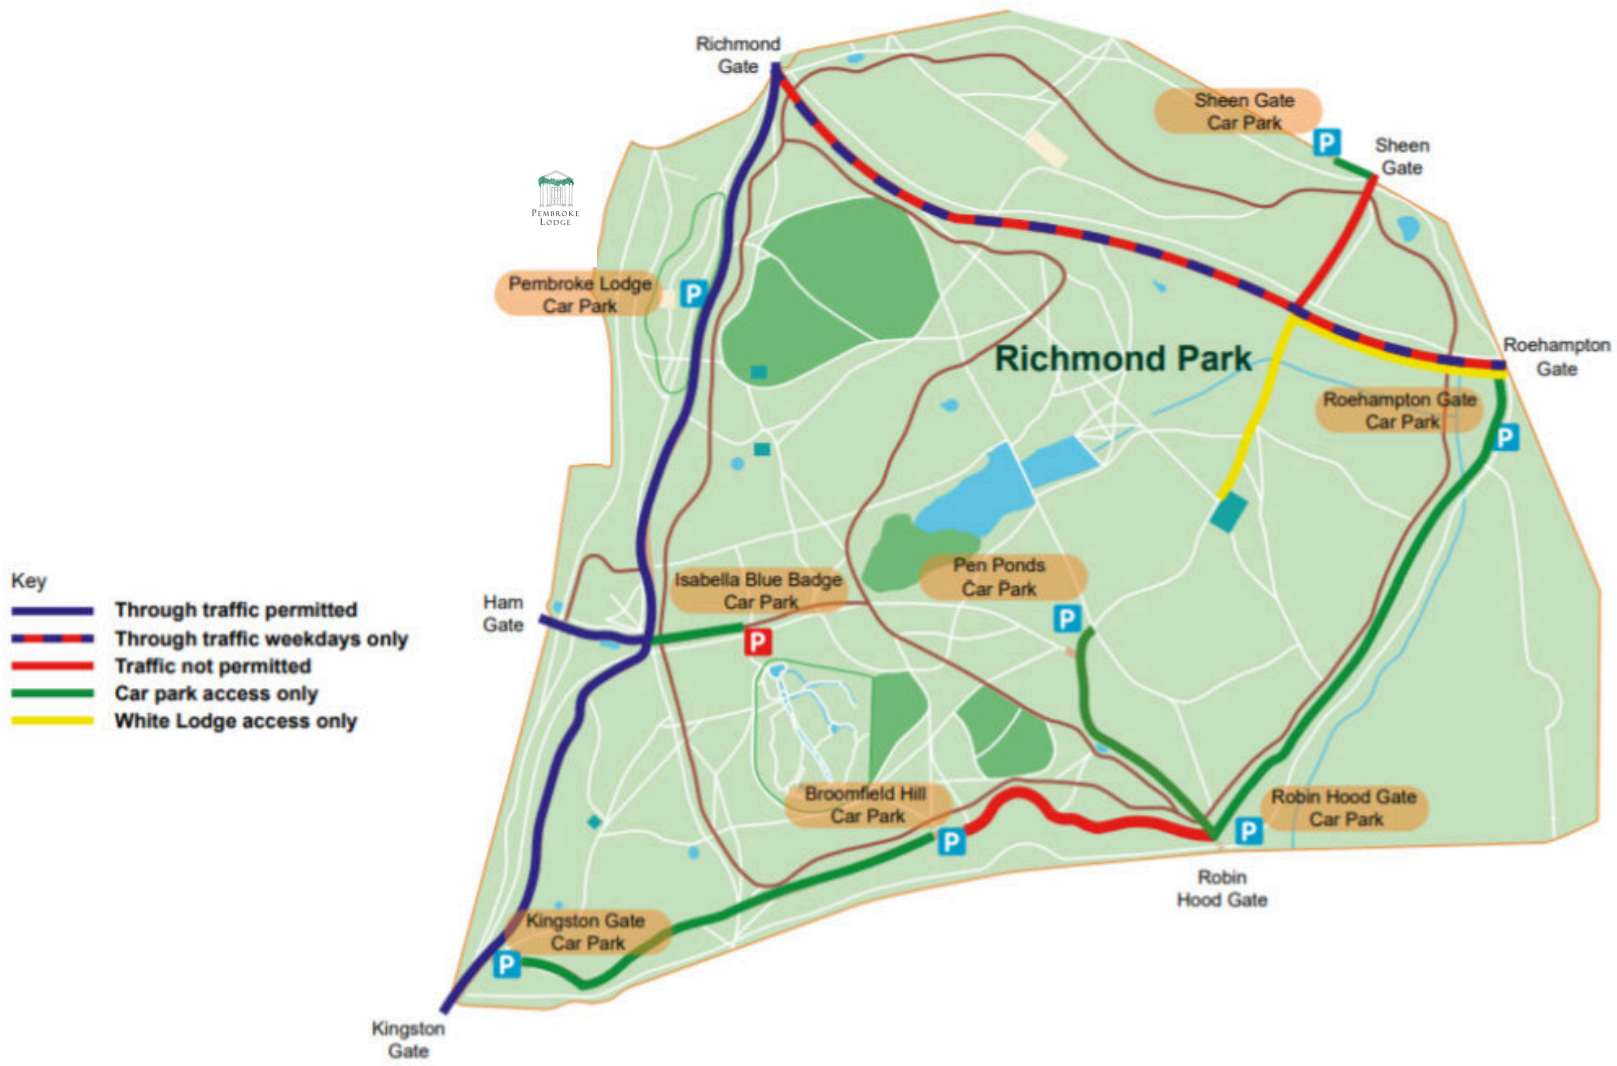 Richmond
Gate
Sheen Gate
Car Park
P
Sheen
Gate
PEMBROKE
LODGE
Pembroke Lodge
Car Park
P
Richmond Park
Roehampton
Gate
Roehampton Gate
Car Park
P
Key
Through traffic permitted
Through traffic weekdays only
Traffic not permitted
Car park access only
White Lodge access only
Ham
Gate
Isabella Blue Badge
Car Park
P
Pen Ponds
Car Park
P
Broomfield Hill
Car Park
P
Robin Hood Gate
Car Park
P
Robin
Hood Gate
Kingston Gate
Car Park
P
Kingston
Gate